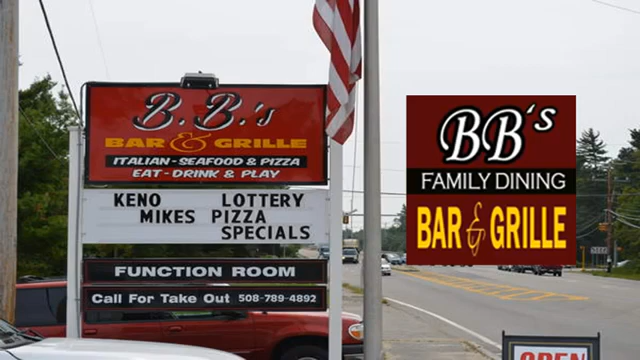 B.B.'s
BAR & GRILLE
ITALIAN - SEAFOOD & PIZZA
EAT - DRINK & PLAY
KENO LOTTERY
MIKES PIZZA
SPECIALS
FUNCTION ROOM
Call For Take Out 508-789-4892
BB's
FAMILY DINING
BAR & GRILLE
OPEN